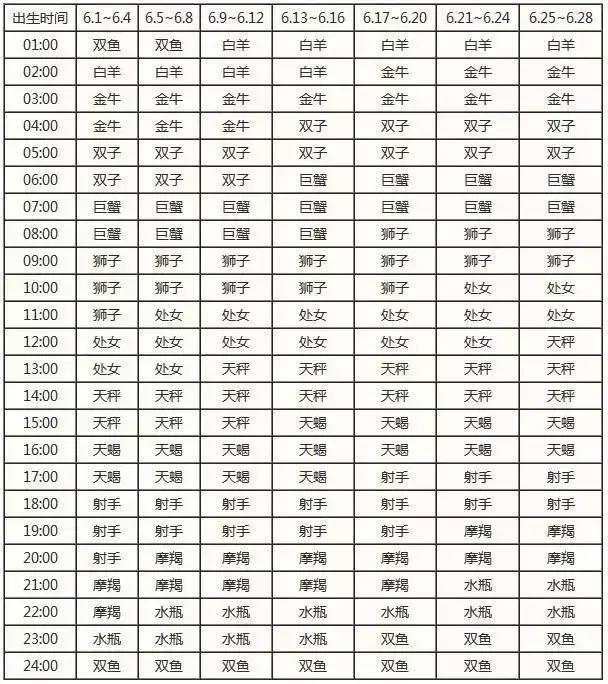 出生时间 6.1~6.4 6.5~6.8 6.9~6.12 6.13~6.16 6.17~6.20 6.21~6.24 6.25~6.28
01:00 双鱼 双鱼 白羊 白羊 白羊 白羊 白羊
02:00 白羊 白羊 白羊 白羊 金牛 金牛 金牛
03:00 金牛 金牛 金牛 金牛 金牛 金牛 金牛
04:00 金牛 金牛 金牛 双子 双子 双子 双子
05:00 双子 双子 双子 双子 双子 双子 双子
06:00 双子 双子 双子 巨蟹 巨蟹 巨蟹 巨蟹
07:00 巨蟹 巨蟹 巨蟹 巨蟹 巨蟹 巨蟹 巨蟹
08:00 巨蟹 巨蟹 巨蟹 巨蟹 狮子 狮子 狮子
09:00 狮子 狮子 狮子 狮子 狮子 狮子 狮子
10:00 狮子 狮子 狮子 狮子 狮子 处女 处女
11:00 狮子 处女 处女 处女 处女 处女 处女
12:00 处女 处女 处女 处女 处女 处女 天秤
13:00 处女 处女 天秤 天秤 天秤 天秤 天秤
14:00 天秤 天秤 天秤 天秤 天秤 天秤 天秤
15:00 天秤 天秤 天秤 天蝎 天蝎 天蝎 天蝎
16:00 天蝎 天蝎 天蝎 天蝎 天蝎 天蝎 天蝎
17:00 天蝎 天蝎 天蝎 天蝎 射手 射手 射手
18:00 射手 射手 射手 射手 射手 射手 射手
19:00 射手 射手 射手 射手 射手 摩羯 摩羯
20:00 射手 摩羯 摩羯 摩羯 摩羯 摩羯 摩羯
21:00 摩羯 摩羯 摩羯 摩羯 摩羯 水瓶 水瓶
22:00 摩羯 水瓶 水瓶 水瓶 水瓶 水瓶 水瓶
23:00 水瓶 水瓶 水瓶 水瓶 双鱼 双鱼 双鱼
24:00 双鱼 双鱼 双鱼 双鱼 双鱼 双鱼 双鱼